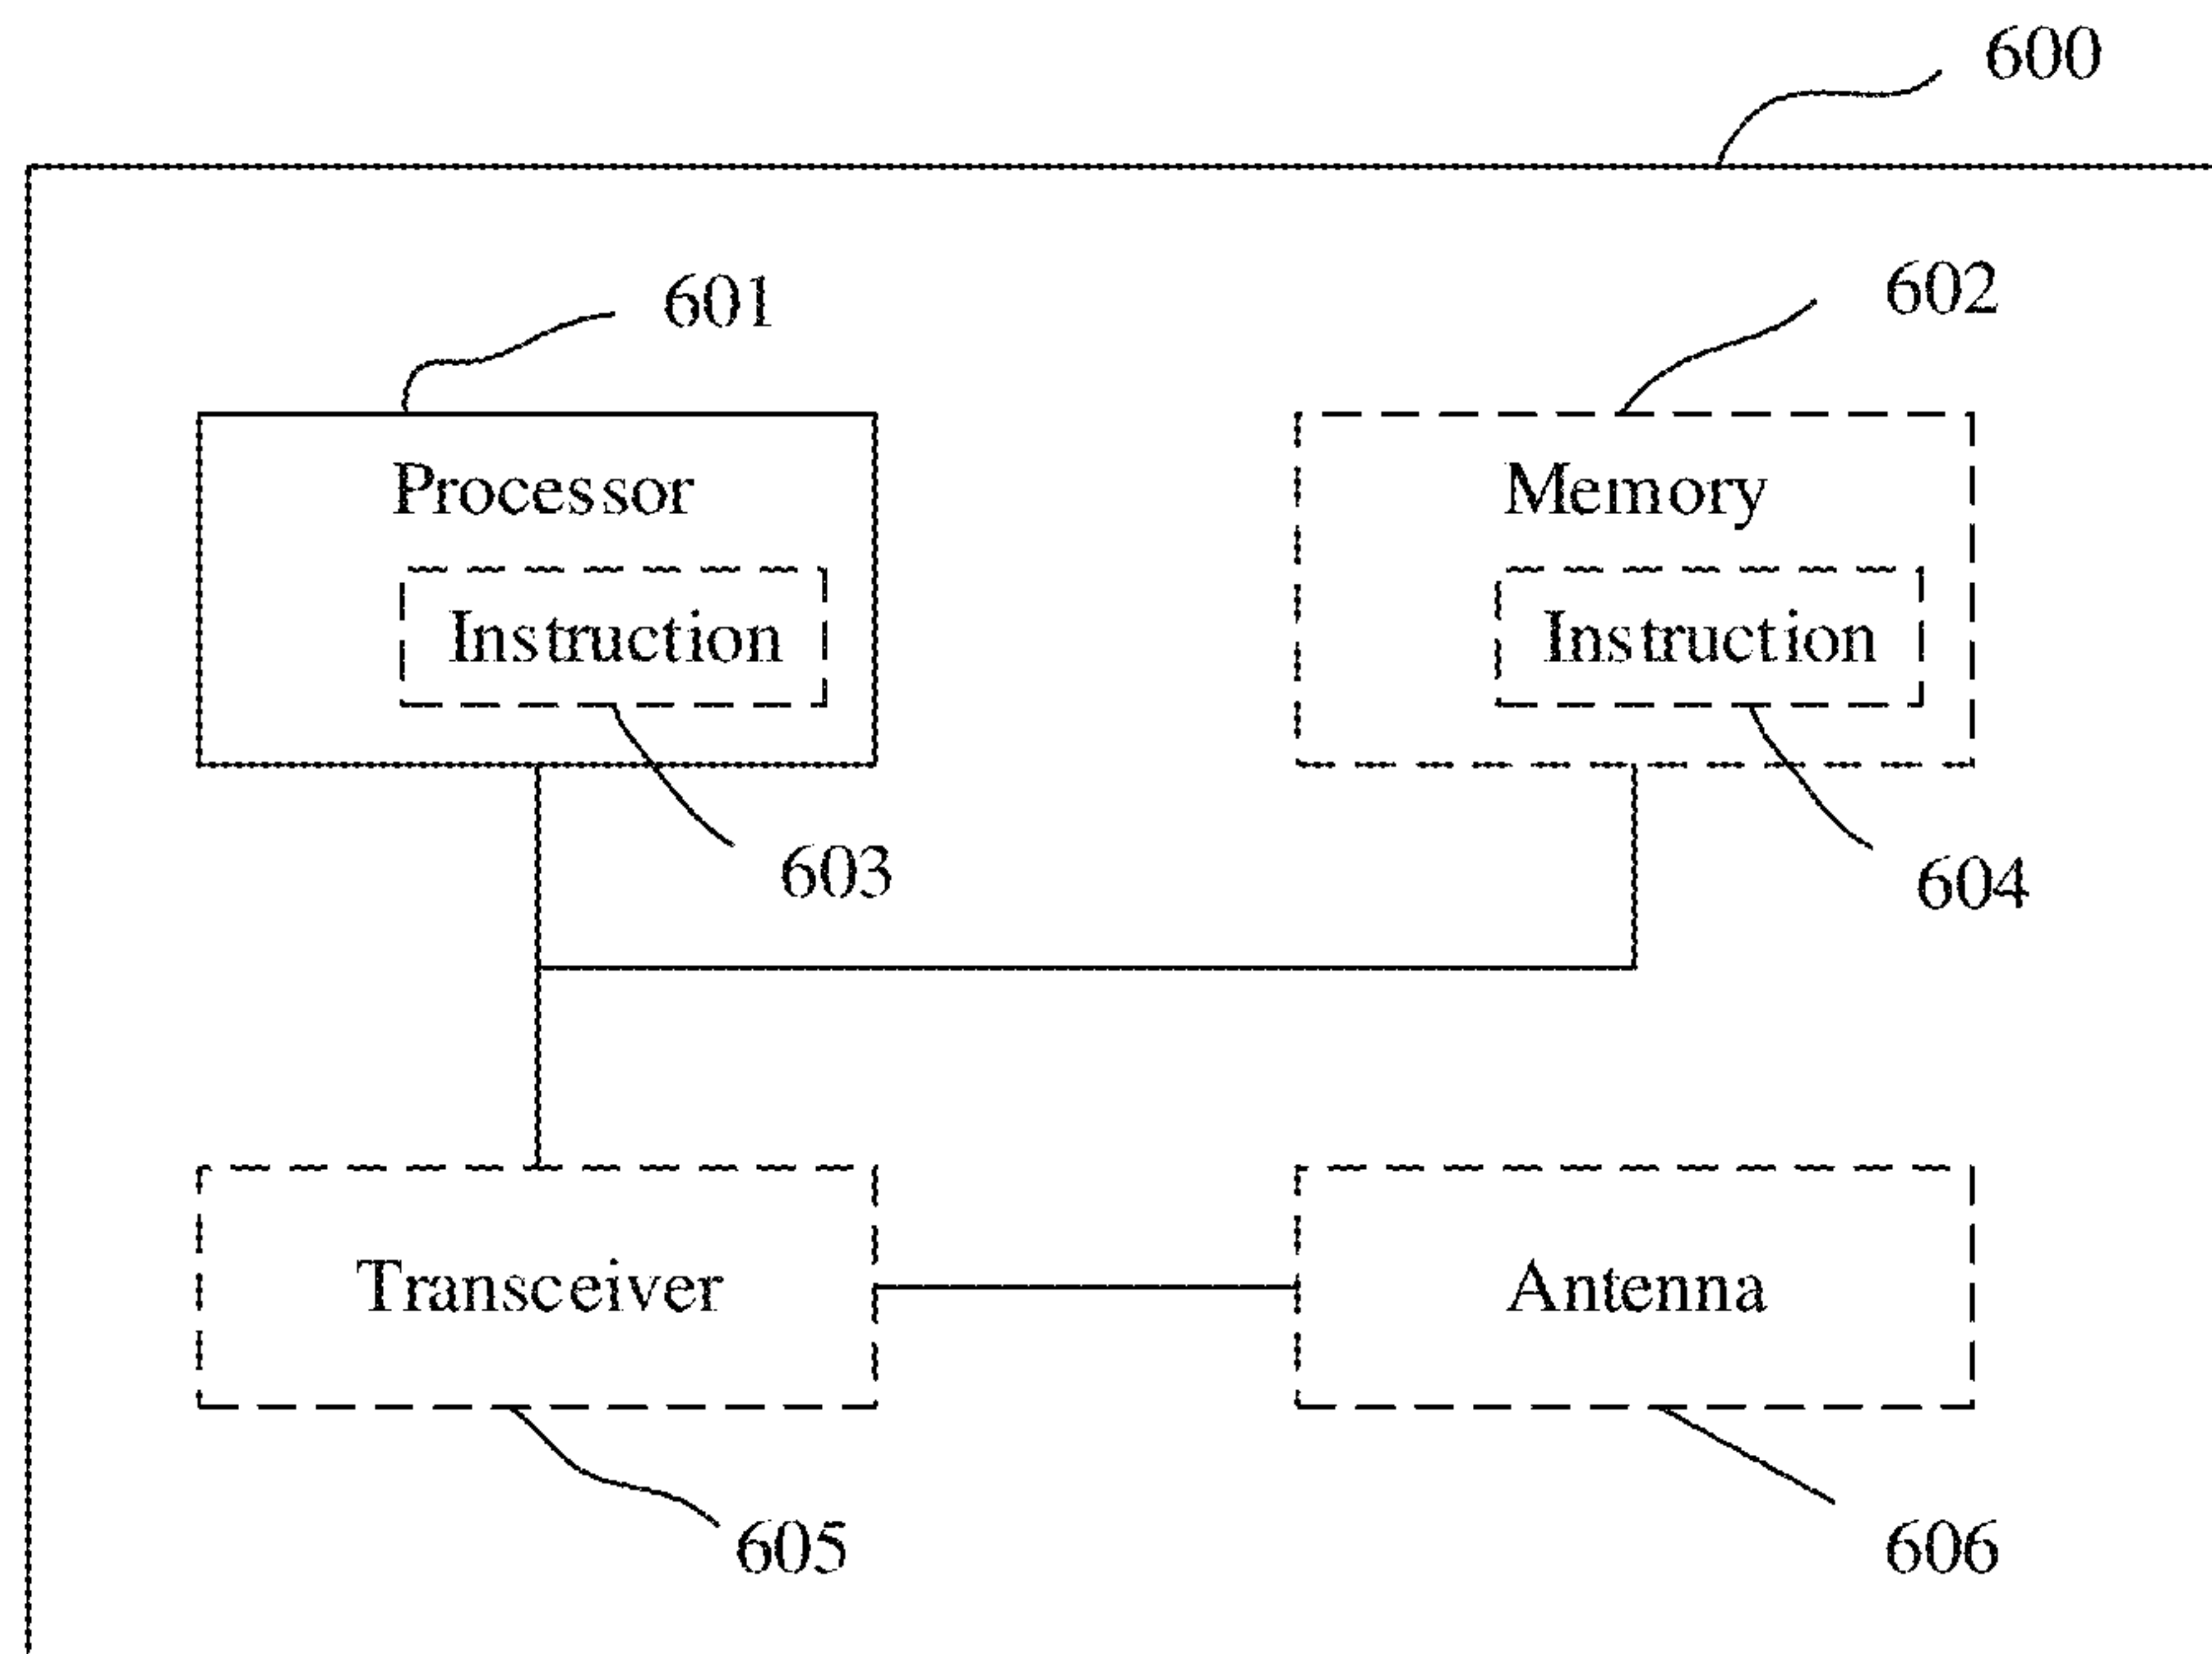 600
601
602
Processor
Memory
Instruction
Instruction
603
604
Transceiver
Antenna
605
606